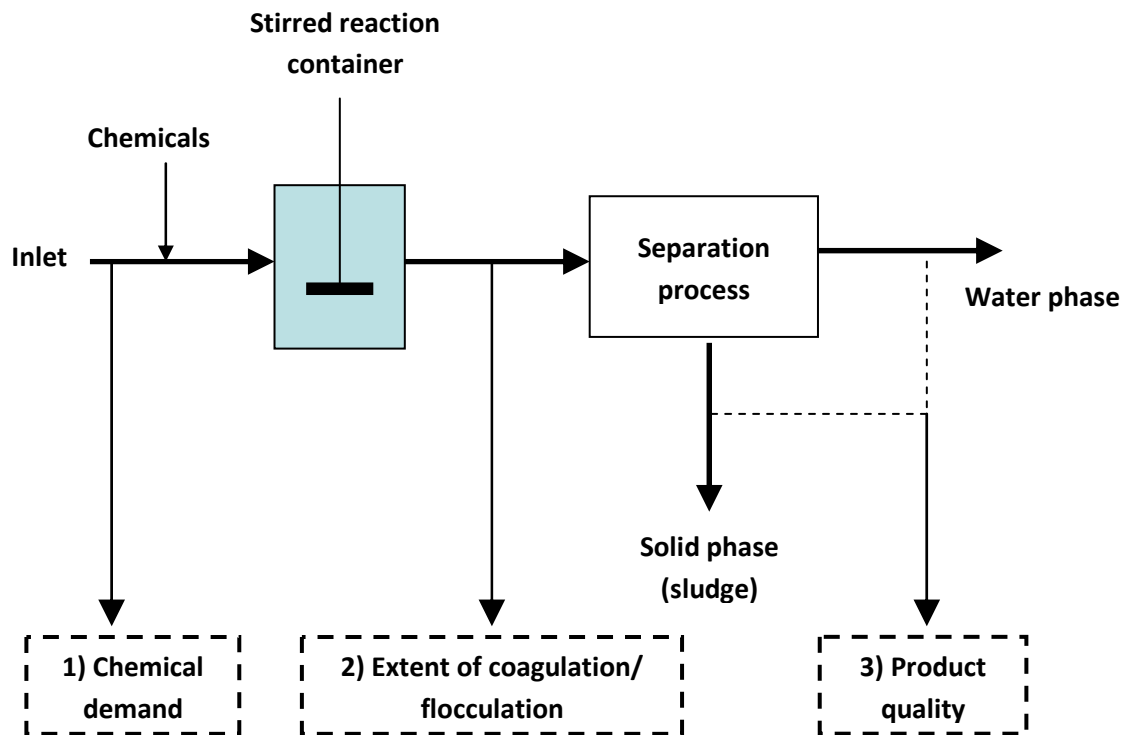 Stirred reaction
container
Chemicals
Inlet
Separation
process
Water phase
Solid phase
(sludge)
1) Chemical
demand
2) Extent of coagulation/
flocculation
3) Product
quality